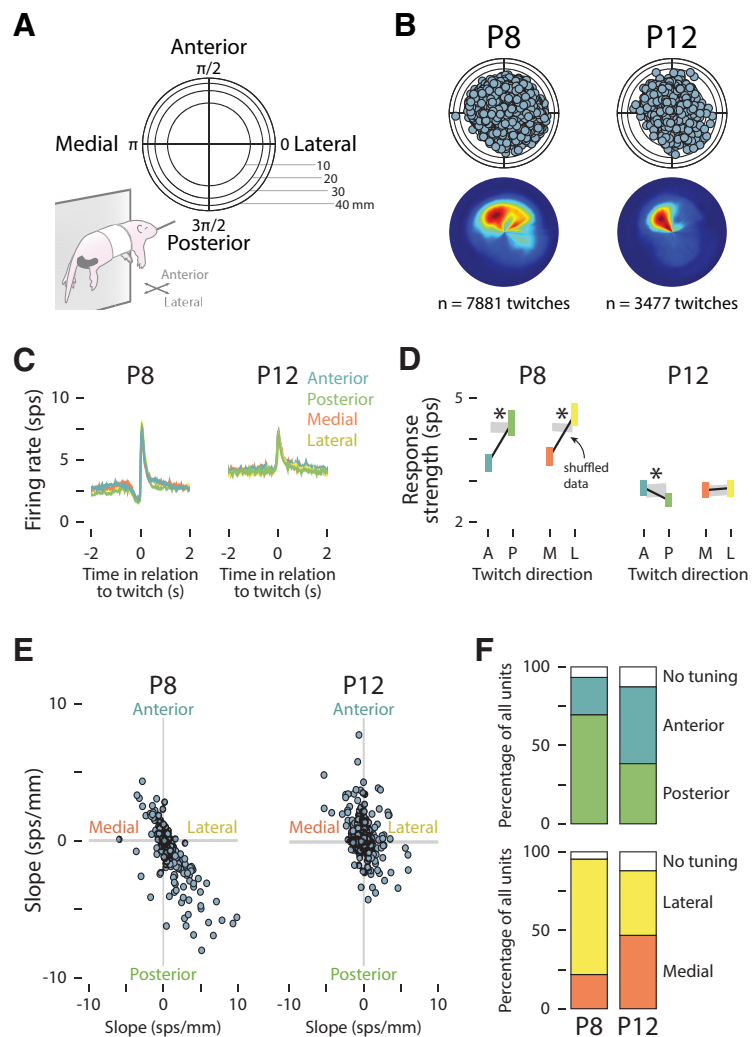 A
Anterior
π/2
Medial π
0 Lateral
10
20
30
40 mm
3π/2
Posterior
Anterior
Lateral
B
P8
P12
n = 7881 twitches
n = 3477 twitches
C
P8
P12
Anterior
Posterior
Medial
Lateral
Firing rate (sps)
10
5
0
-2
0
2
-2
0
2
Time in relation
to twitch (s)
Time in relation
to twitch (s)
D
P8
P12
Response
strength (sps)
5
2
*
*
*
shuffled
data
A P M L
A P M L
Twitch direction
Twitch direction
E
P8
P12
Anterior
Anterior
Slope (sps/mm)
10
0
-10
Medial
Lateral
Medial
Lateral
Posterior
Posterior
-10
0
10
-10
0
10
Slope (sps/mm)
Slope (sps/mm)
F
Percentage of all units
100
50
0
No tuning
Anterior
Posterior
Percentage of all units
100
50
0
No tuning
Lateral
Medial
P8 P12